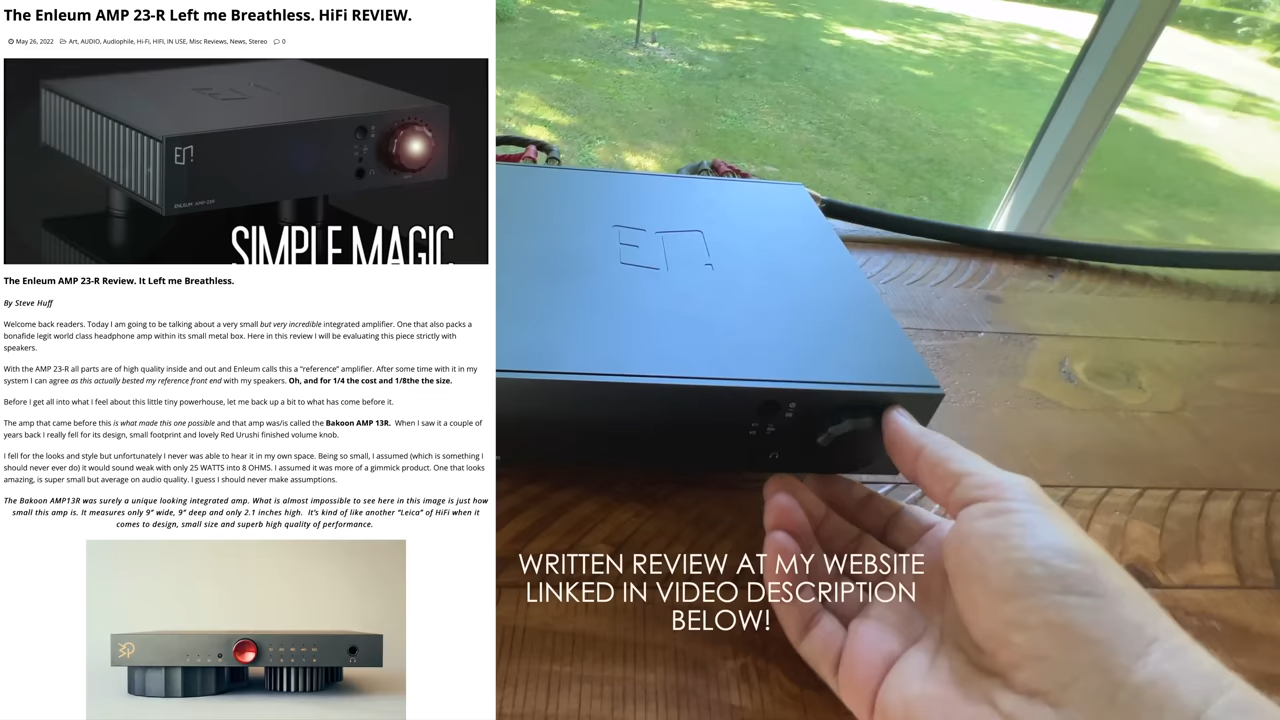 The Enleum AMP 23-R Left me Breathless. HiFi REVIEW.
May 26, 2022 Art, AUDIO, Audiophile, Hi-Fi, HIFI, IN USE, Misc Reviews, News, Stereo 0
ENLEUM AMP-23R
SIMPLE MAGIC
The Enleum AMP 23-R Review. It Left me Breathless.
By Steve Huff
Welcome back readers. Today I am going to be talking about a very small but very incredible integrated amplifier. One that also packs a
bonafide legit world class headphone amp within its small metal box. Here in this review I will be evaluating this piece strictly with
speakers.
With the AMP 23-R all parts are of high quality inside and out and Enleum calls this a “reference” amplifier. After some time with it in my
system I can agree as this actually bested my reference front end with my speakers. Oh, and for 1/4 the cost and 1/8the the size.
Before I get all into what I feel about this little tiny powerhouse, let me back up a bit to what has come before it.
The amp that came before this is what made this one possible and that amp was/is called the Bakoon AMP 13R. When I saw it a couple of
years back I really fell for its design, small footprint and lovely Red Urushi finished volume knob.
I fell for the looks and style but unfortunately I never was able to hear it in my own space. Being so small, I assumed (which is something I
should never ever do) it would sound weak with only 25 WATTS into 8 OHMS. I assumed it was more of a gimmick product. One that looks
amazing, is super small but average on audio quality. I guess I should never make assumptions.
The Bakoon AMP13R was surely a unique looking integrated amp. What is almost impossible to see here in this image is just how
small this amp is. It measures only 9” wide, 9” deep and only 2.1 inches high. It’s kind of like another “Leica” of HiFi when it
comes to design, small size and superb high quality of performance.
WRITTEN REVIEW AT MY WEBSITE
LINKED IN VIDEO DESCRIPTION
BELOW!